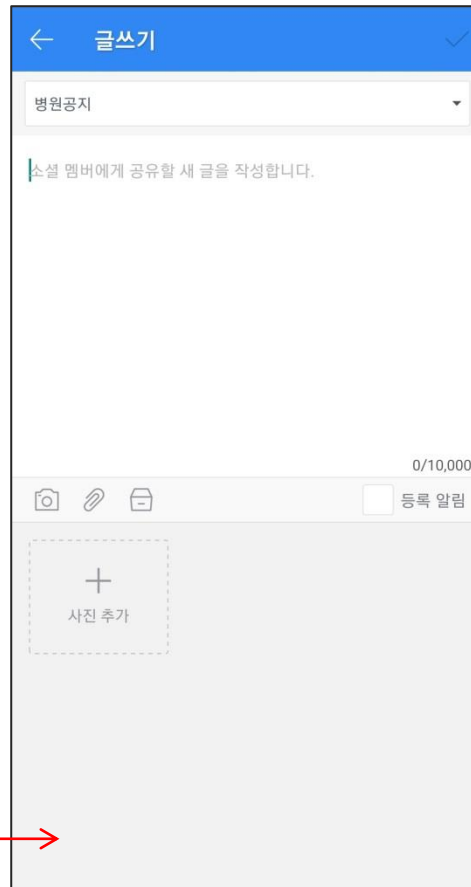 글쓰기
병원공지
소셜 멤버에게 공유할 새 글을 작성합니다.
0/10,000
등록 알림
사진 추가